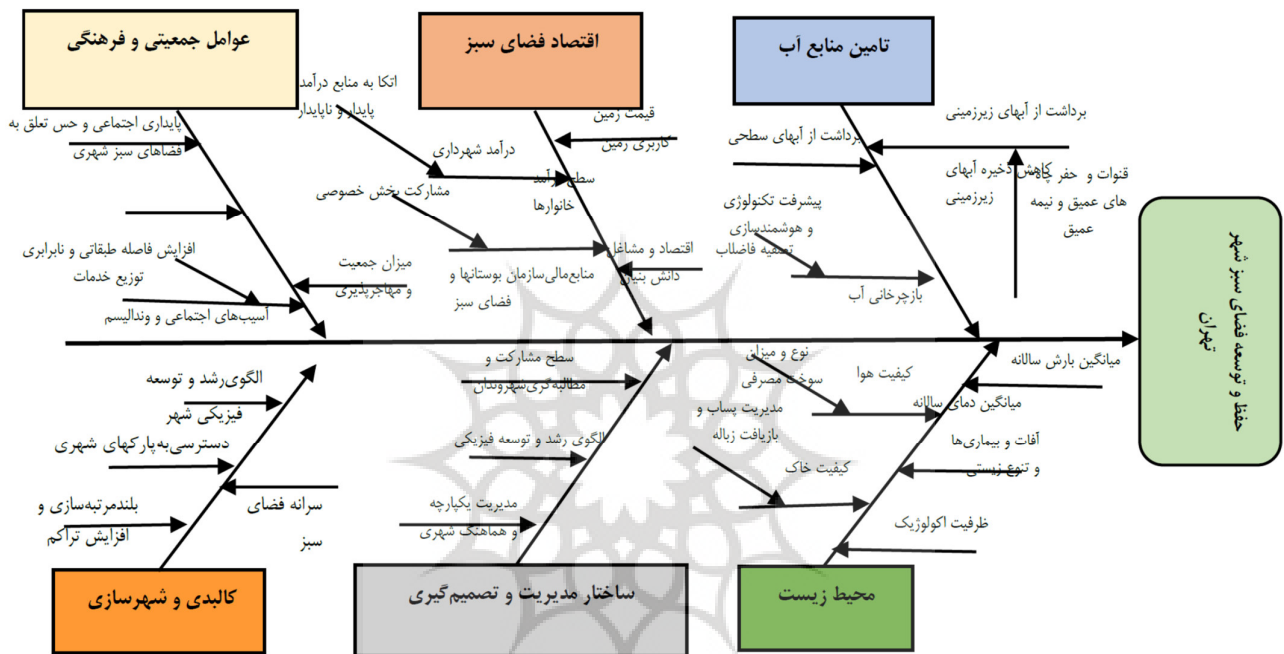 تامین منابع آب
اقتصاد فضای سبز
عوامل جمعیتی و فرهنگی
برداشت از آبهای زیرزمینی
کاهش ذخیره آبهای
زیرزمینی
قنوات و حفر چاه
های عمیق و نیمه
عمیق
برداشت از آبهای سطحی
پیشرفت تکنولوژی
و هوشمندسازی
تصفیه فاضلاب
بازچرخانی آب
قیمت زمین
کاربری زمین
اتکا به منابع درآمد
پایدار و ناپایدار
درآمد شهرداری
سطح درآمد
خانوارها
مشارکت بخش خصوصی
اقتصاد و مشاغل
دانش بنیان
منابع‌مالی‌سازمان بوستانها و
فضای سبز
پایداری اجتماعی و حس تعلق به
فضاهای سبز شهری
افزایش فاصله طبقاتی و نابرابری
توزیع خدمات
میزان جمعیت
و مهاجرپذیری
آسیب‌های اجتماعی و وندالیسم
حفظ و توسعه فضای سبز شهر
تهران
میانگین بارش سالانه
میانگین دمای سالانه
نوع و میزان
سوخت مصرفی
کیفیت هوا
مدیریت پساب و
بازیافت زباله
کیفیت خاک
آفات و بیماری‌ها
و تنوع زیستی
ظرفیت اکولوژیک
سطح مشارکت و
مطالبه‌گری‌شهروندان
الگوی رشد و توسعه فیزیکی
مدیریت یکپارچه
و هماهنگ شهری
الگوی‌رشد و توسعه
فیزیکی شهر
دسترسی‌به‌پارکهای شهری
سرانه فضای
سبز
بلندمرتبه‌سازی و
افزایش تراکم
محیط زیست
ساختار مدیریت و تصمیم‌گیری
کالبدی و شهرسازی